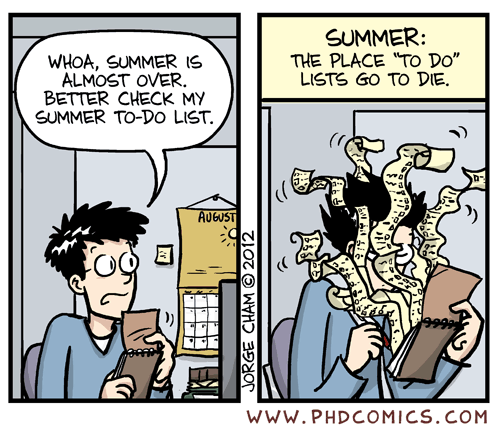 WHOA, SUMMER IS
ALMOST OVER.
BETTER CHECK MY
SUMMER TO-DO LIST.
AUGUST
JORGE CHAM © 2012
SUMMER:
THE PLACE "TO DO"
LISTS GO TO DIE.
WWW.PHDCOMICS.COM